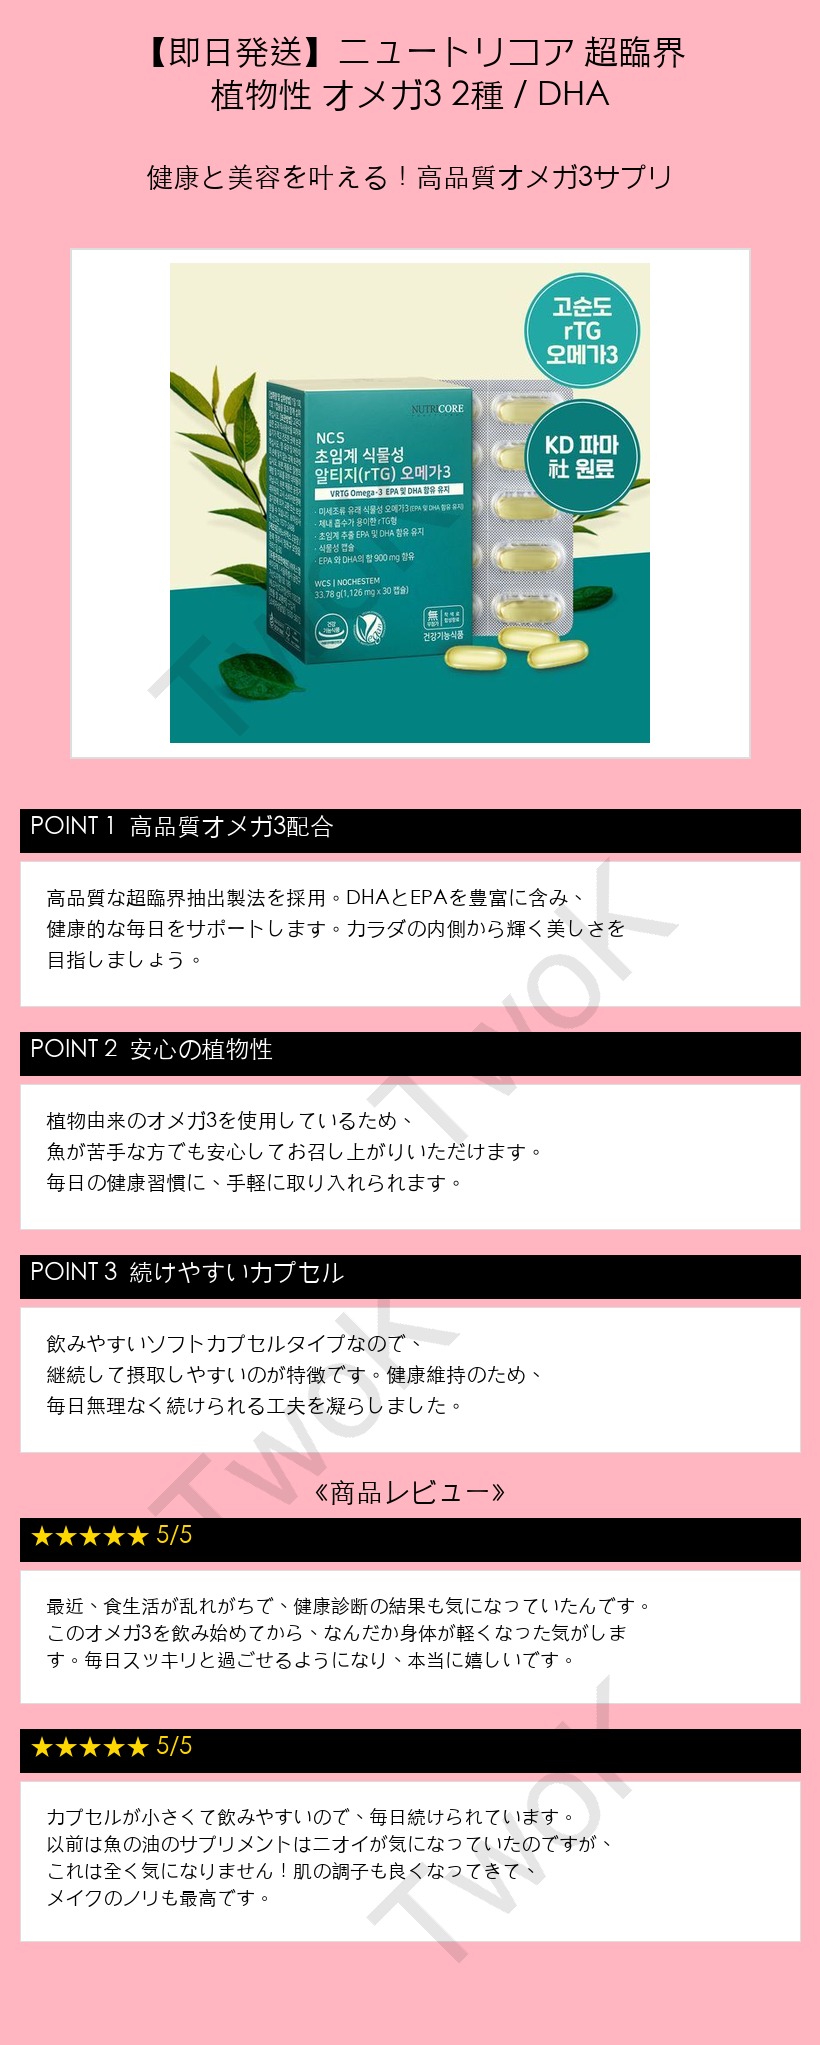 【即日発送】ニュートリコア 超臨界
植物性 オメガ3 2種 / DHA
健康と美容を叶える！高品質オメガ3サプリ
고순도
rTG
오메가3
KD 파마
社 원료
NUTRICORE
NCS
초임계 식물성
알티지(rTG) 오메가3
VRTG Omega-3 EPA 및 DHA 함유 유지
· 미세조류 유래 식물성 오메가3 (EPA 및 DHA 함유 유지)
· 체내 흡수가 용이한 rTG형
· 초임계 추출 EPA 및 DHA 함유 유지
· 식물성 캡슐
· EPA 와 DHA의 합 900 mg 함유
WCS | NOCHESTEM
33.78 g(1,126 mg x 30 캡슐)
건강
기능식품
Vegan
無
건강기능식품
POINT 1 高品質オメガ3配合
高品質な超臨界抽出製法を採用。DHAとEPAを豊富に含み、
健康的な毎日をサポートします。カラダの内側から輝く美しさを
目指しましょう。
POINT 2 安心の植物性
植物由来のオメガ3を使用しているため、
魚が苦手な方でも安心してお召し上がりいただけます。
毎日の健康習慣に、手軽に取り入れられます。
POINT 3 続けやすいカプセル
飲みやすいソフトカプセルタイプなので、
継続して摂取しやすいのが特徴です。健康維持のため、
毎日無理なく続けられる工夫を凝らしました。
《商品レビュー》
★★★★★ 5/5
最近、食生活が乱れがちで、健康診断の結果も気になっていたんです。
このオメガ3を飲み始めてから、なんだか身体が軽くなった気がしま
す。毎日スッキリと過ごせるようになり、本当に嬉しいです。
★★★★★ 5/5
カプセルが小さくて飲みやすいので、毎日続けられています。
以前は魚の油のサプリメントはニオイが気になっていたのですが、
これは全く気になりません！肌の調子も良くなってきて、
メイクのノリも最高です。
TwoK
TwoK
TwoK
TwoK